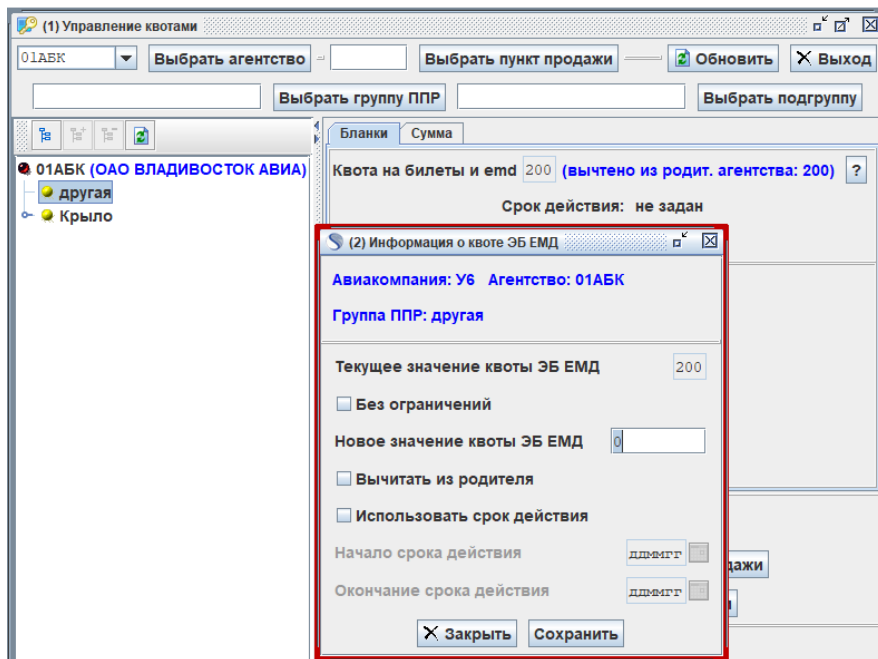 (1) Управление квотами
01АБК Выбрать агентство Выбрать пункт продажи Обновить Выход
Выбрать группу ППР Выбрать подгруппу
Бланки Сумма
01АБК (ОАО ВЛАДИВОСТОК АВИА)
другая
Крыло
Квота на билеты и emd 200 (вычтено из родит. агентства: 200) ?
Срок действия: не задан
(2) Информация о квоте ЭБ ЕМД
Авиакомпания: У6 Агентство: 01АБК
Группа ППР: другая
Текущее значение квоты ЭБ ЕМД 200
Без ограничений
Новое значение квоты ЭБ ЕМД 0
Вычитать из родителя
Использовать срок действия
Начало срока действия ддммгг
Окончание срока действия ддммгг
Закрыть Сохранить